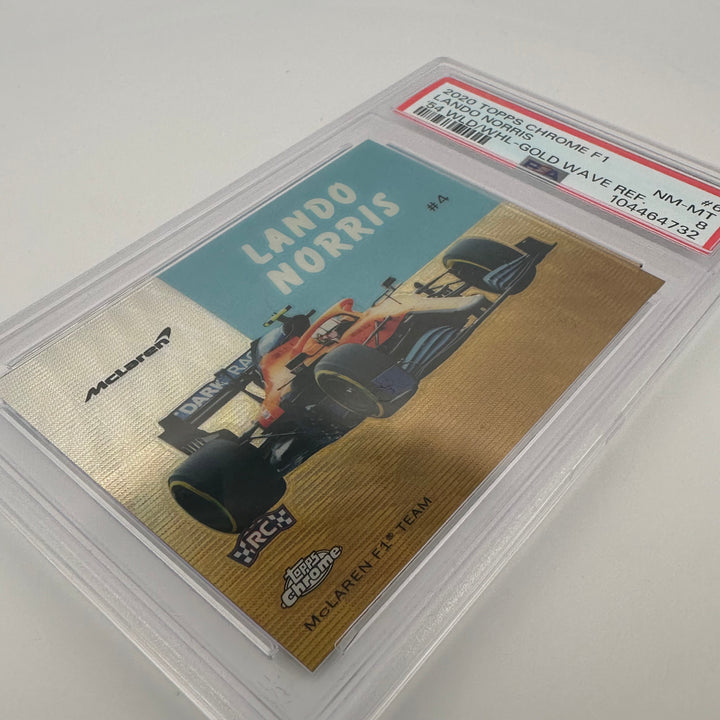 2020 TOPPS CHROME F1
LANDO NORRIS
'54 WLD/WHL-GOLD WAVE REF.
NM-MT
8
104464732
PSA
LANDO
NORRIS
#4
McLaren
DARK
RC
Topps
Chrome
McLAREN F1® TEAM